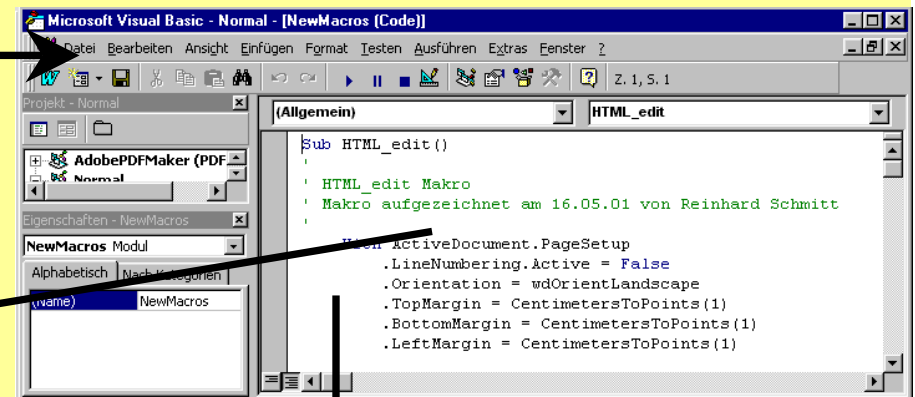 Microsoft Visual Basic - Normal - [NewMacros (Code)]
Datei Bearbeiten Ansicht Einfügen Format Testen Ausführen Extras Fenster ?
Z. 1, S. 1
Projekt - Normal
AdobePDFMaker (PDF
Normal
Eigenschaften - NewMacros
NewMacros Modul
Alphabetisch Nach Kategorien
(Name) NewMacros
(Allgemein) HTML_edit
Sub HTML_edit()
'
' HTML_edit Makro
' Makro aufgezeichnet am 16.05.01 von Reinhard Schmitt
'
With ActiveDocument.PageSetup
.LineNumbering.Active = False
.Orientation = wdOrientLandscape
.TopMargin = CentimetersToPoints(1)
.BottomMargin = CentimetersToPoints(1)
.LeftMargin = CentimetersToPoints(1)